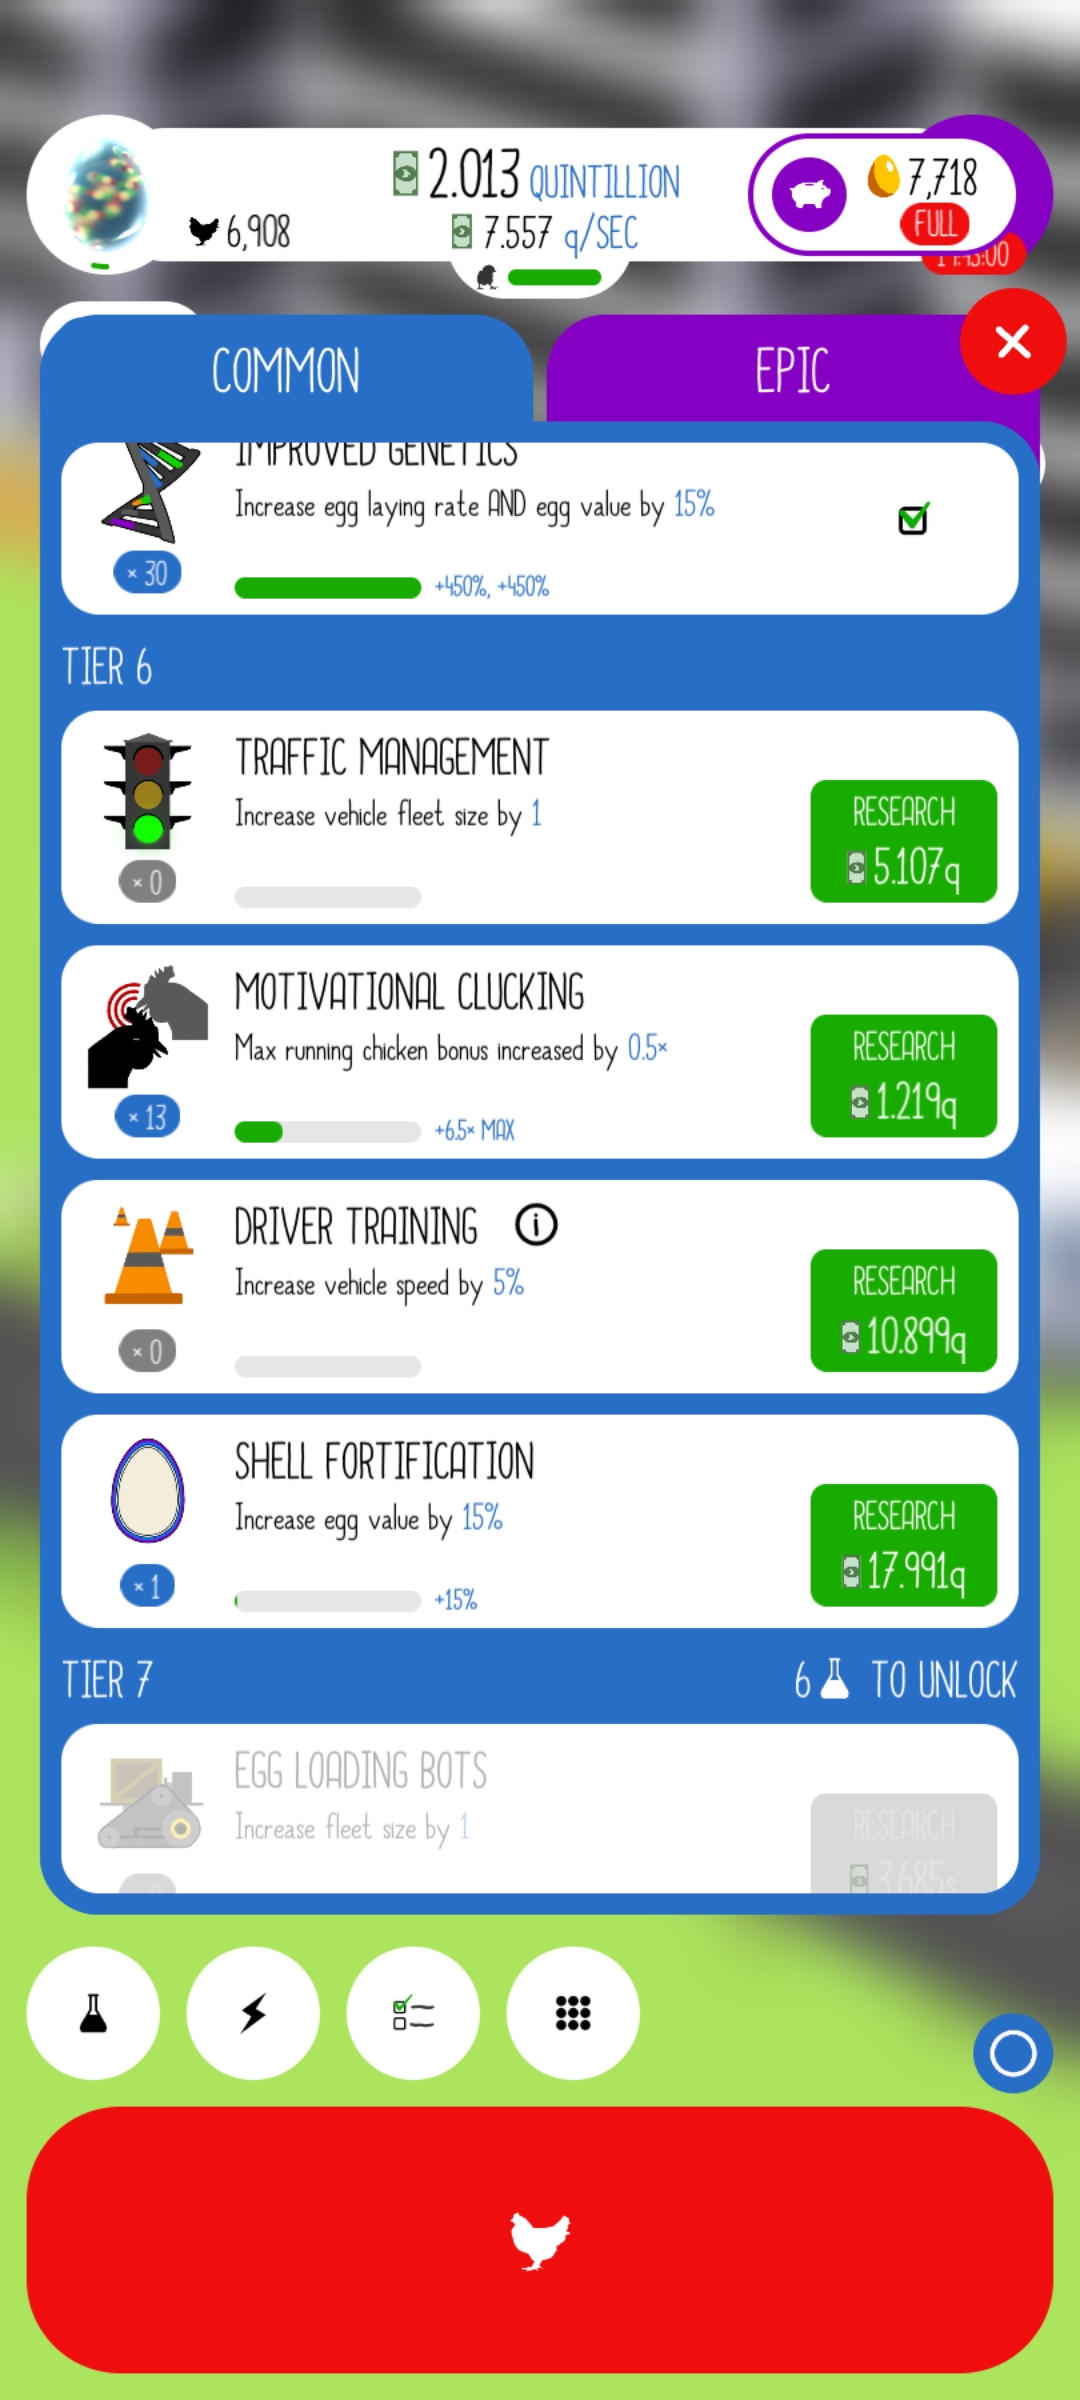 2.013 QUINTILLION
6,908
7.557 q/SEC
7,718
FULL
COMMON
EPIC
IMPROVED GENETICS
Increase egg laying rate AND egg value by 15%
× 30
+450%, +450%
TIER 6
TRAFFIC MANAGEMENT
Increase vehicle fleet size by 1
RESEARCH
5.107q
× 0
MOTIVATIONAL CLUCKING
Max running chicken bonus increased by 0.5×
RESEARCH
1.219q
× 13
+6.5× MAX
DRIVER TRAINING
Increase vehicle speed by 5%
RESEARCH
10.899q
× 0
SHELL FORTIFICATION
Increase egg value by 15%
RESEARCH
17.991q
× 1
+15%
TIER 7
6 TO UNLOCK
EGG LOADING BOTS
Increase fleet size by 1
RESEARCH
3.685s